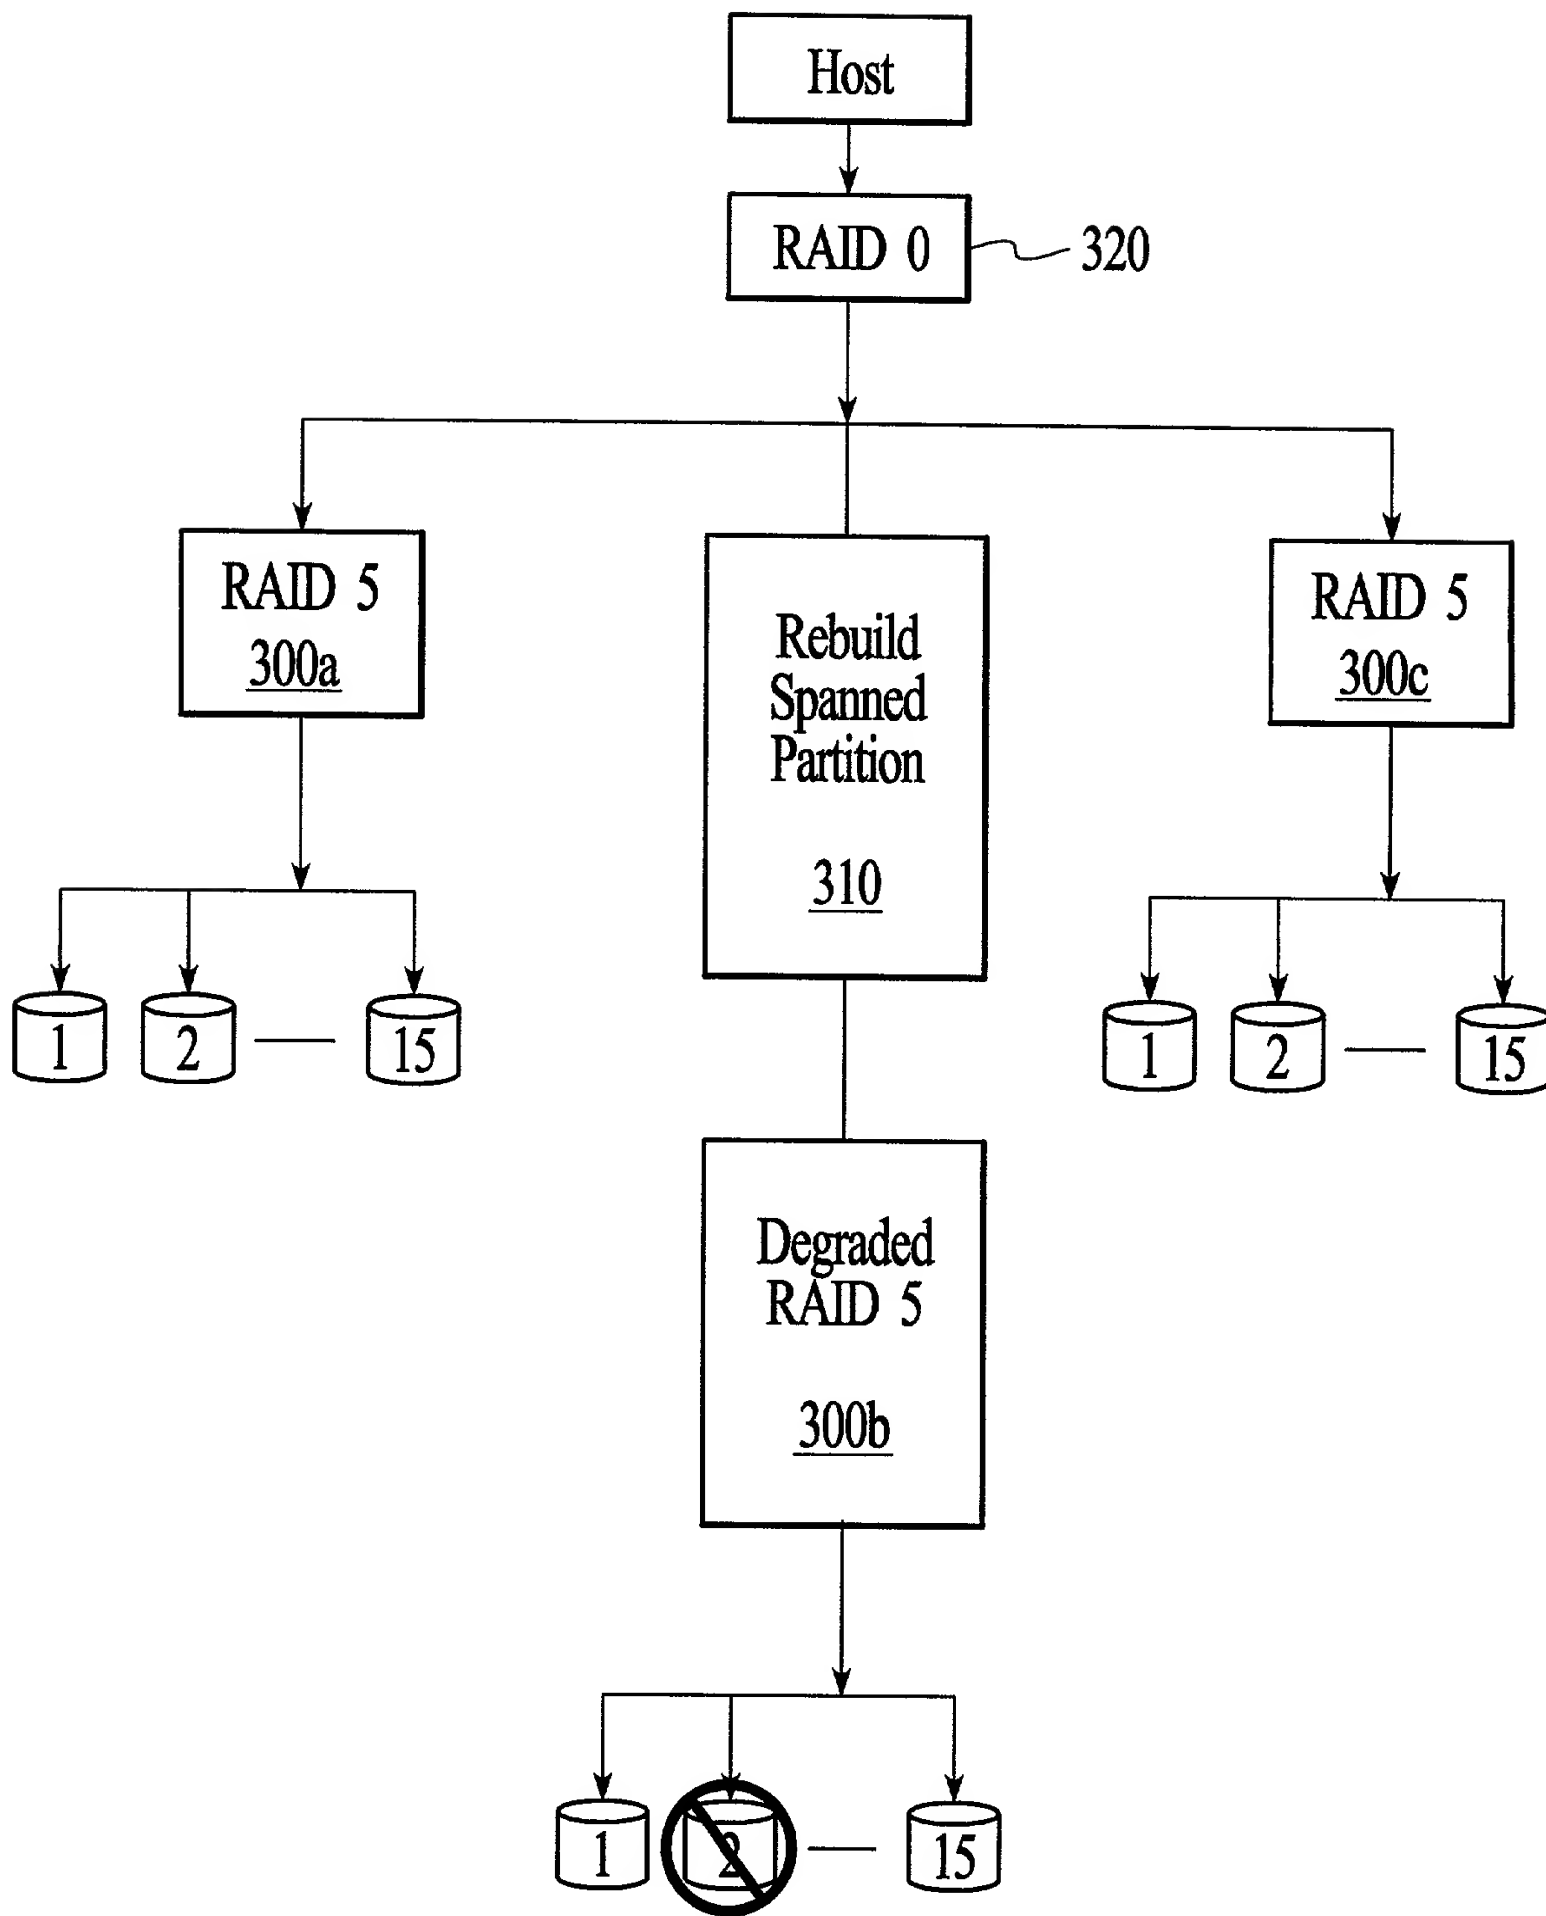 Host
RAID 0
320
RAID 5
300a
Rebuild
Spanned
Partition
310
RAID 5
300c
1
2
15
1
2
15
Degraded
RAID 5
300b
1
2
15